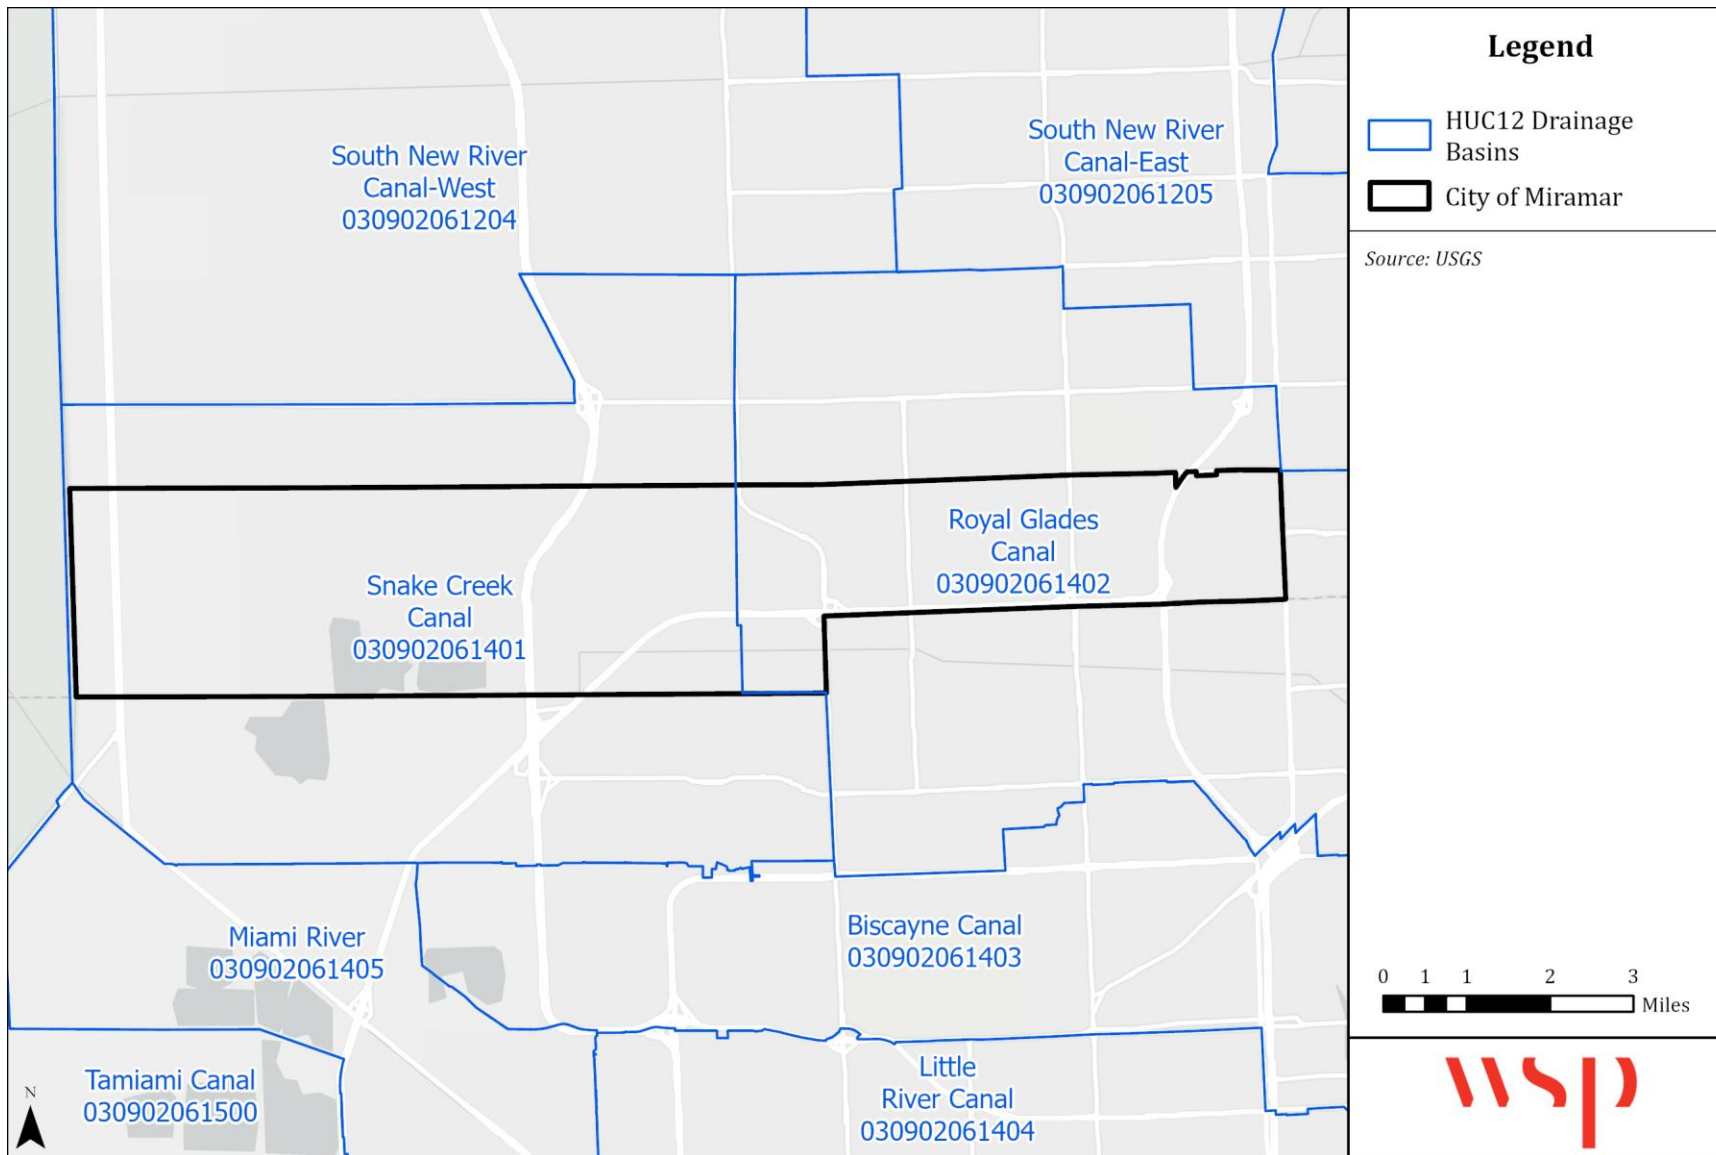 South New River
Canal-West
030902061204
South New River
Canal-East
030902061205
Royal Glades
Canal
030902061402
Snake Creek
Canal
030902061401
Miami River
030902061405
Biscayne Canal
030902061403
Tamiami Canal
030902061500
Little
River Canal
030902061404
N
Legend
HUC12 Drainage
Basins
City of Miramar
Source: USGS
0 1 1 2 3
Miles
wsp